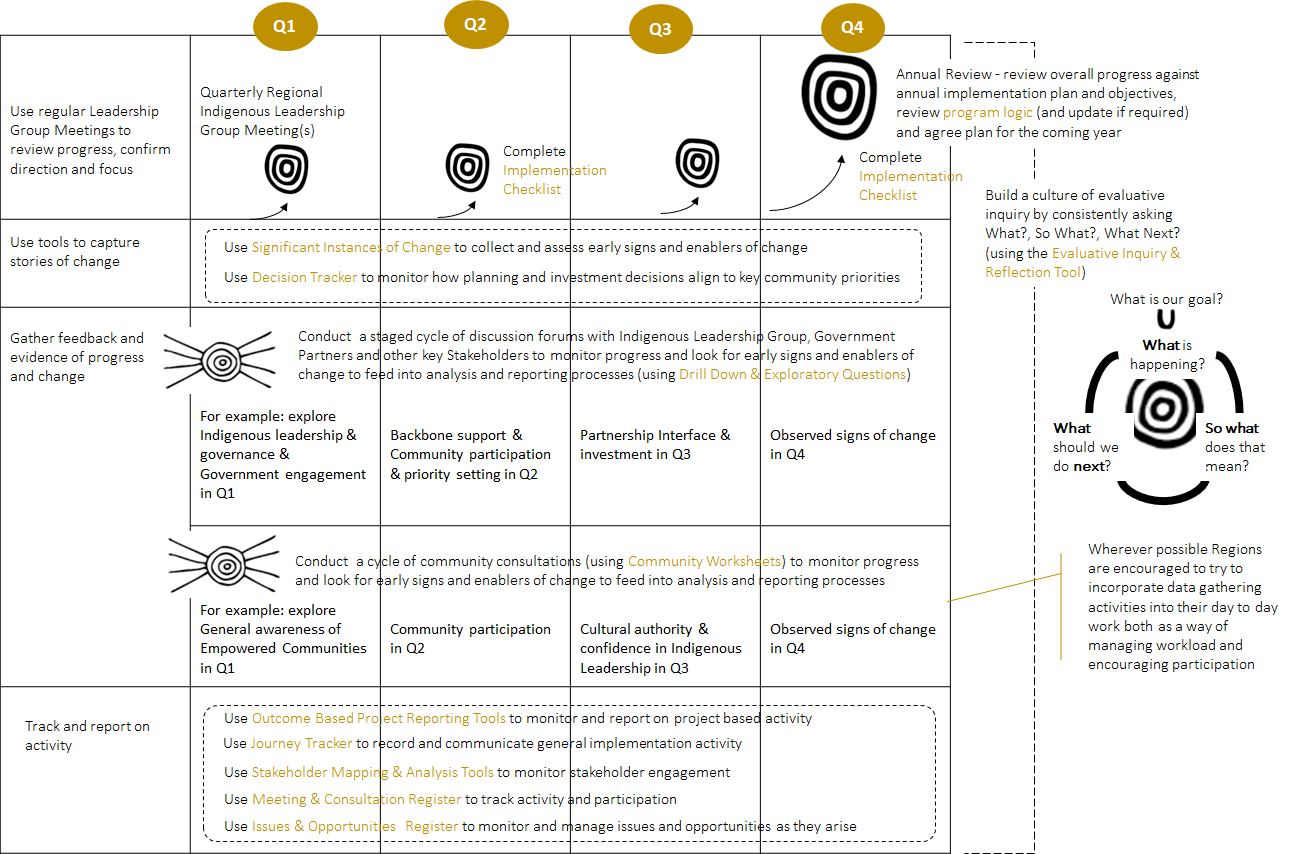 Q1
Q2
Q3
Q4
Use regular Leadership
Group Meetings to
review progress, confirm
direction and focus
Quarterly Regional
Indigenous Leadership
Group Meeting(s)
Complete
Implementation
Checklist
Complete
Implementation
Checklist
Annual Review - review overall progress against
annual implementation plan and objectives,
review program logic (and update if required)
and agree plan for the coming year
Use tools to capture
stories of change
Use Significant Instances of Change to collect and assess early signs and enablers of change
Use Decision Tracker to monitor how planning and investment decisions align to key community priorities
Build a culture of evaluative
inquiry by consistently asking
What?, So What?, What Next?
(using the Evaluative Inquiry &
Reflection Tool)
What is our goal?
What is
happening?
So what
does that
mean?
What
should we
do next?
Gather feedback and
evidence of progress
and change
Conduct a staged cycle of discussion forums with Indigenous Leadership Group, Government
Partners and other key Stakeholders to monitor progress and look for early signs and enablers of
change to feed into analysis and reporting processes (using Drill Down & Exploratory Questions)
For example: explore
Indigenous leadership &
governance &
Government engagement
in Q1
Backbone support &
Community participation
& priority setting in Q2
Partnership Interface &
investment in Q3
Observed signs of change
in Q4
Conduct a cycle of community consultations (using Community Worksheets) to monitor progress
and look for early signs and enablers of change to feed into analysis and reporting processes
For example: explore
General awareness of
Empowered Communities
in Q1
Community participation
in Q2
Cultural authority &
confidence in Indigenous
Leadership in Q3
Observed signs of change
in Q4
Wherever possible Regions
are encouraged to try to
incorporate data gathering
activities into their day to day
work both as a way of
managing workload and
encouraging participation
Track and report on
activity
Use Outcome Based Project Reporting Tools to monitor and report on project based activity
Use Journey Tracker to record and communicate general implementation activity
Use Stakeholder Mapping & Analysis Tools to monitor stakeholder engagement
Use Meeting & Consultation Register to track activity and participation
Use Issues & Opportunities Register to monitor and manage issues and opportunities as they arise